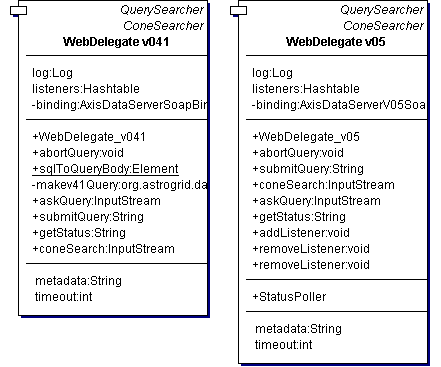 QuerySearcher
ConeSearcher
WebDelegate v041
log:Log
listeners:Hashtable
-binding:AxisDataServerSoapBin
+WebDelegate_v041
+abortQuery:void
+sqlToQueryBody:Element
-makev41Query:org.astrogrid.da
+askQuery:InputStream
+submitQuery:String
+getStatus:String
+coneSearch:InputStream
metadata:String
timeout:int
QuerySearcher
ConeSearcher
WebDelegate v05
log:Log
listeners:Hashtable
-binding:AxisDataServerV05Soa
+WebDelegate_v05
+abortQuery:void
+submitQuery:String
+coneSearch:InputStream
+askQuery:InputStream
+getStatus:String
+addListener:void
+removeListener:void
+removeListener:void
+StatusPoller
metadata:String
timeout:int